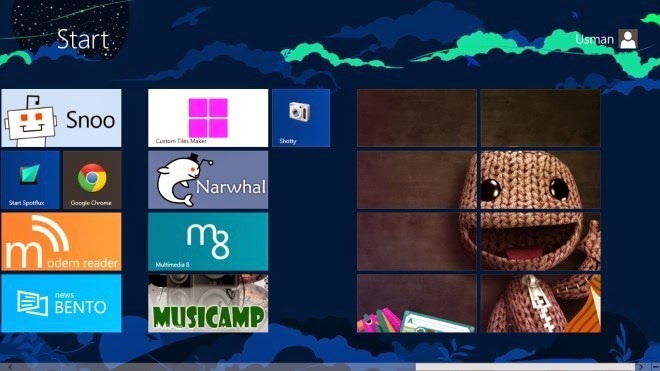 Start
Usman
Snoo
Custom Tiles Maker
Shotty
Start Spotflux
Google Chrome
Narwhal
modem reader
m8
Multimedia 8
news
BENTO
MUSICAMP